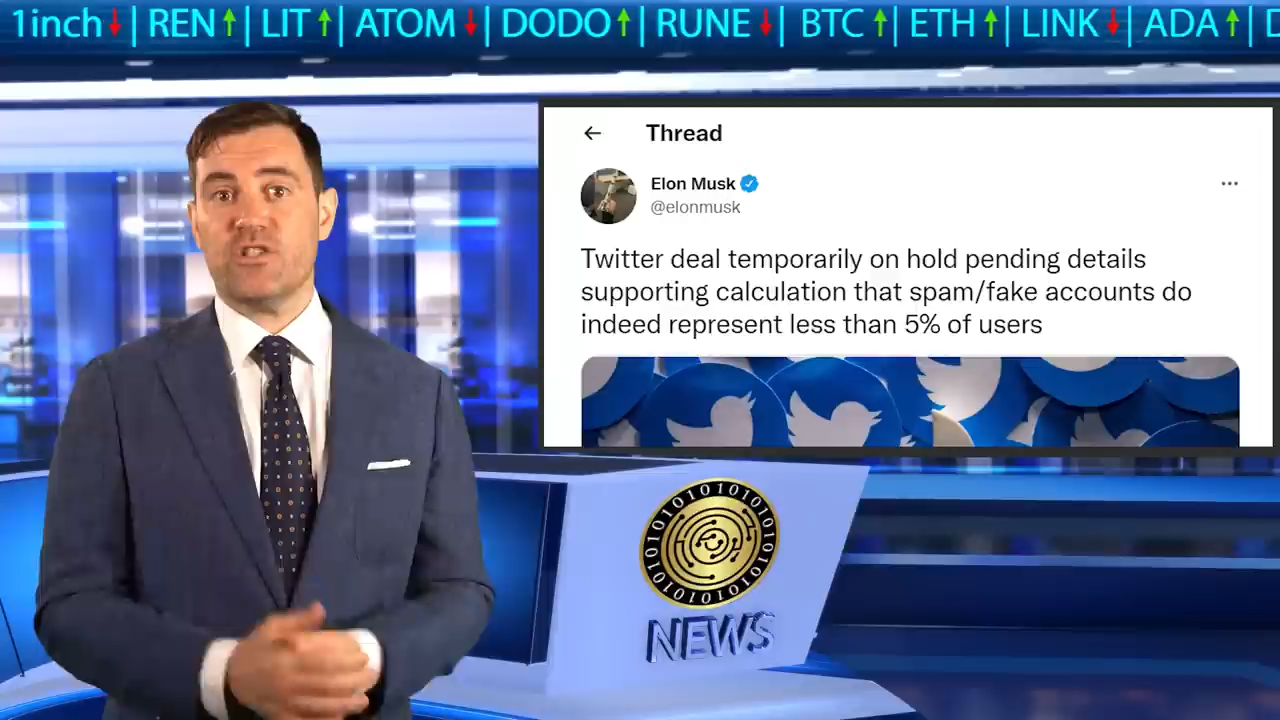 1inch↓| REN↑| LIT↑| ATOM↓| DODO↑| RUNE↓| BTC↑| ETH↑| LINK↓| ADA↑| D
← Thread
Elon Musk
@elonmusk
Twitter deal temporarily on hold pending details
supporting calculation that spam/fake accounts do
indeed represent less than 5% of users
NEWS